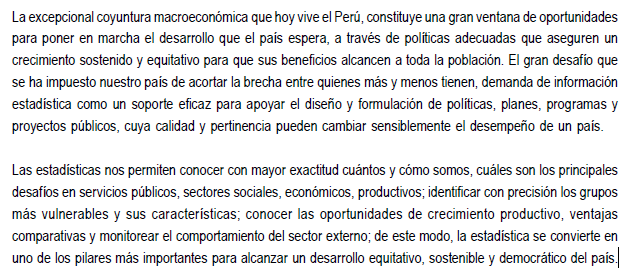 La excepcional coyuntura macroeconómica que hoy vive el Perú, constituye una gran ventana de oportunidades
para poner en marcha el desarrollo que el país espera, a través de políticas adecuadas que aseguren un
crecimiento sostenido y equitativo para que sus beneficios alcancen a toda la población. El gran desafío que
se ha impuesto nuestro país de acortar la brecha entre quienes más y menos tienen, demanda de información
estadística como un soporte eficaz para apoyar el diseño y formulación de políticas, planes, programas y
proyectos públicos, cuya calidad y pertinencia pueden cambiar sensiblemente el desempeño de un país.
Las estadísticas nos permiten conocer con mayor exactitud cuántos y cómo somos, cuáles son los principales
desafíos en servicios públicos, sectores sociales, económicos, productivos; identificar con precisión los grupos
más vulnerables y sus características; conocer las oportunidades de crecimiento productivo, ventajas
comparativas y monitorear el comportamiento del sector externo; de este modo, la estadística se convierte en
uno de los pilares más importantes para alcanzar un desarrollo equitativo, sostenible y democrático del país.